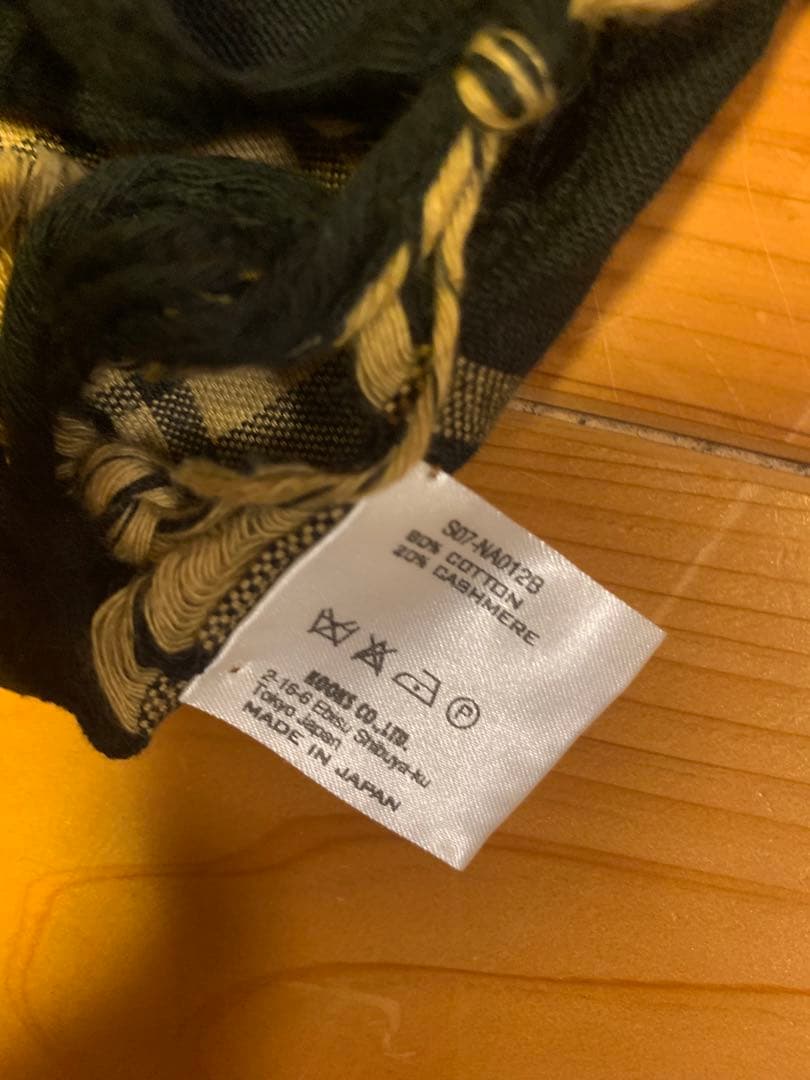 S07-NA012B
80% COTTON
20% CASHMERE
P
KOOKS CO.,LTD.
2-16-6 Ebisu Shibuya-ku
Tokyo Japan
MADE IN JAPAN